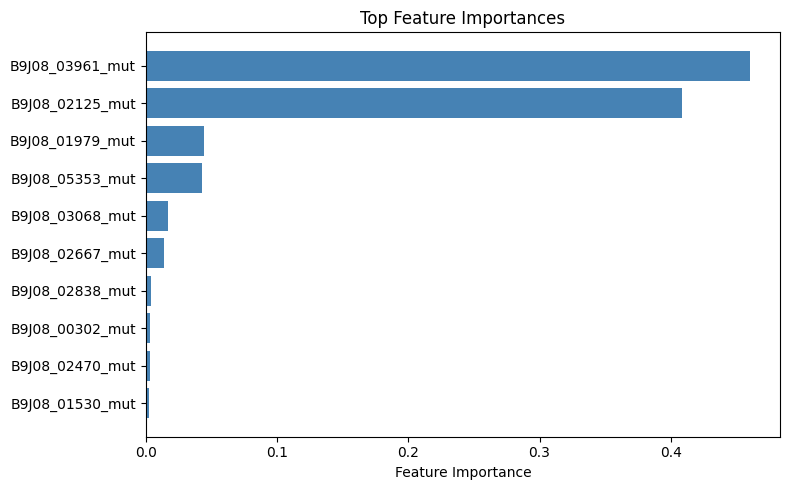 Top Feature Importances
B9J08_03961_mut
B9J08_02125_mut
B9J08_01979_mut
B9J08_05353_mut
B9J08_03068_mut
B9J08_02667_mut
B9J08_02838_mut
B9J08_00302_mut
B9J08_02470_mut
B9J08_01530_mut
0.0 0.1 0.2 0.3 0.4
Feature Importance